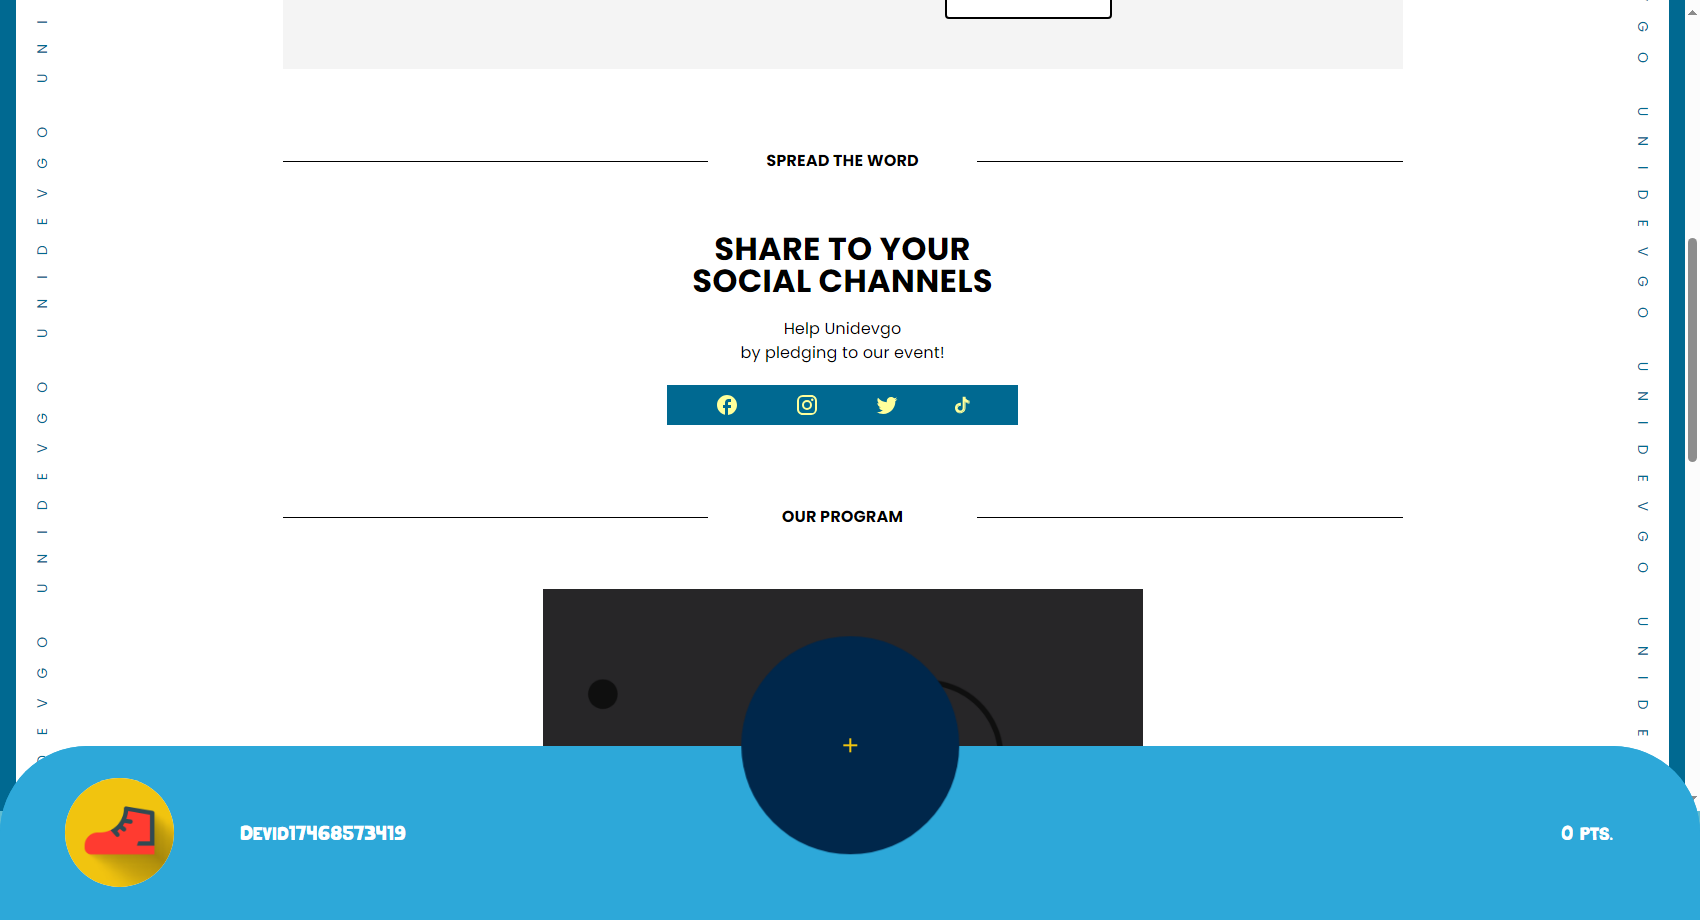 SPREAD THE WORD
SHARE TO YOUR
SOCIAL CHANNELS
Help Unidevgo
by pledging to our event!
OUR PROGRAM
+
Devid17468573419
0 pts.
UNIDEVGO UNIDEVGO UNIDEVGO UNI
GO UNIDEVGO UNIDEVGO UNIDE